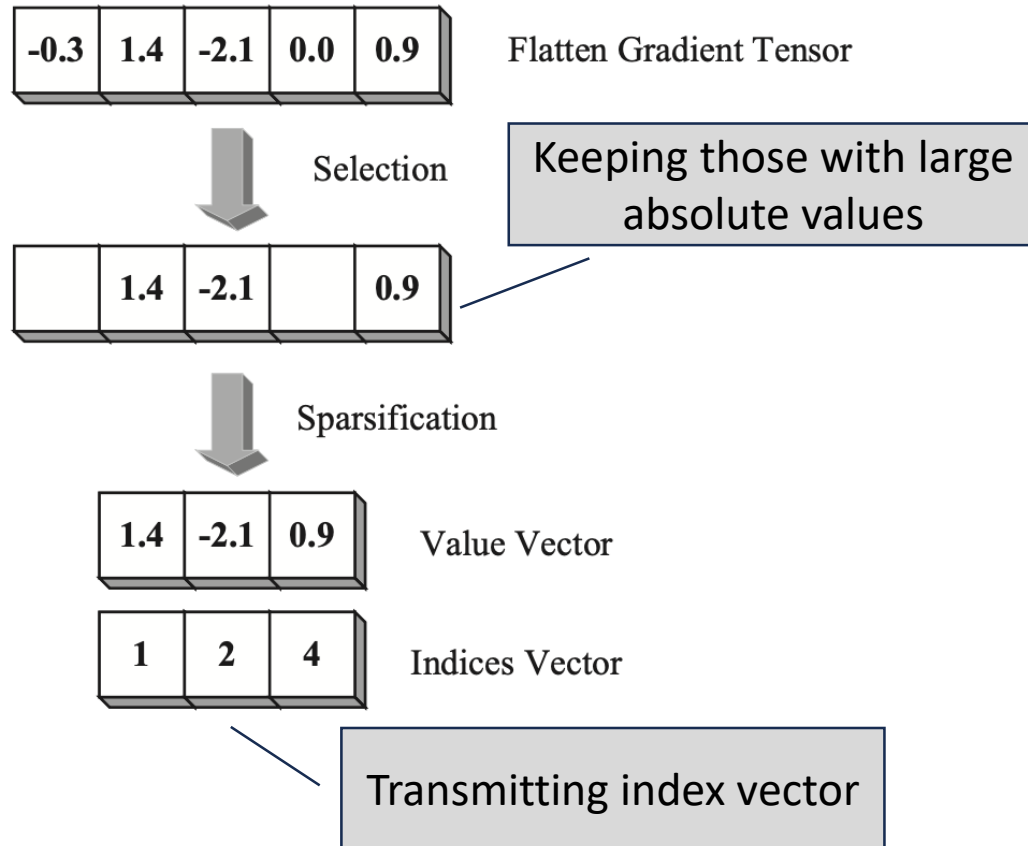 -0.3 1.4 -2.1 0.0 0.9 Flatten Gradient Tensor
Selection
Keeping those with large
absolute values
1.4 -2.1 0.9
Sparsification
1.4 -2.1 0.9 Value Vector
1 2 4 Indices Vector
Transmitting index vector